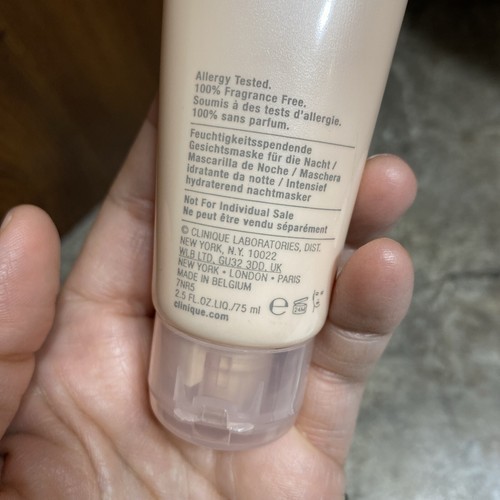 Allergy Tested.
100% Fragrance Free.
Soumis à des tests d'allergie.
100% sans parfum.
Feuchtigkeitsspendende
Gesichtsmaske für die Nacht /
Mascarilla de Noche / Maschera
idratante da notte / Intensief
hydraterend nachtmasker
Not For Individual Sale
Ne peut être vendu séparément
© CLINIQUE LABORATORIES, DIST.
NEW YORK, N.Y. 10022
WLB LTD, GU32 3DD, UK
NEW YORK • LONDON • PARIS
MADE IN BELGIUM
7NR5
2.5 FL.OZ.LIQ./75 ml ℮ 24M
clinique.com